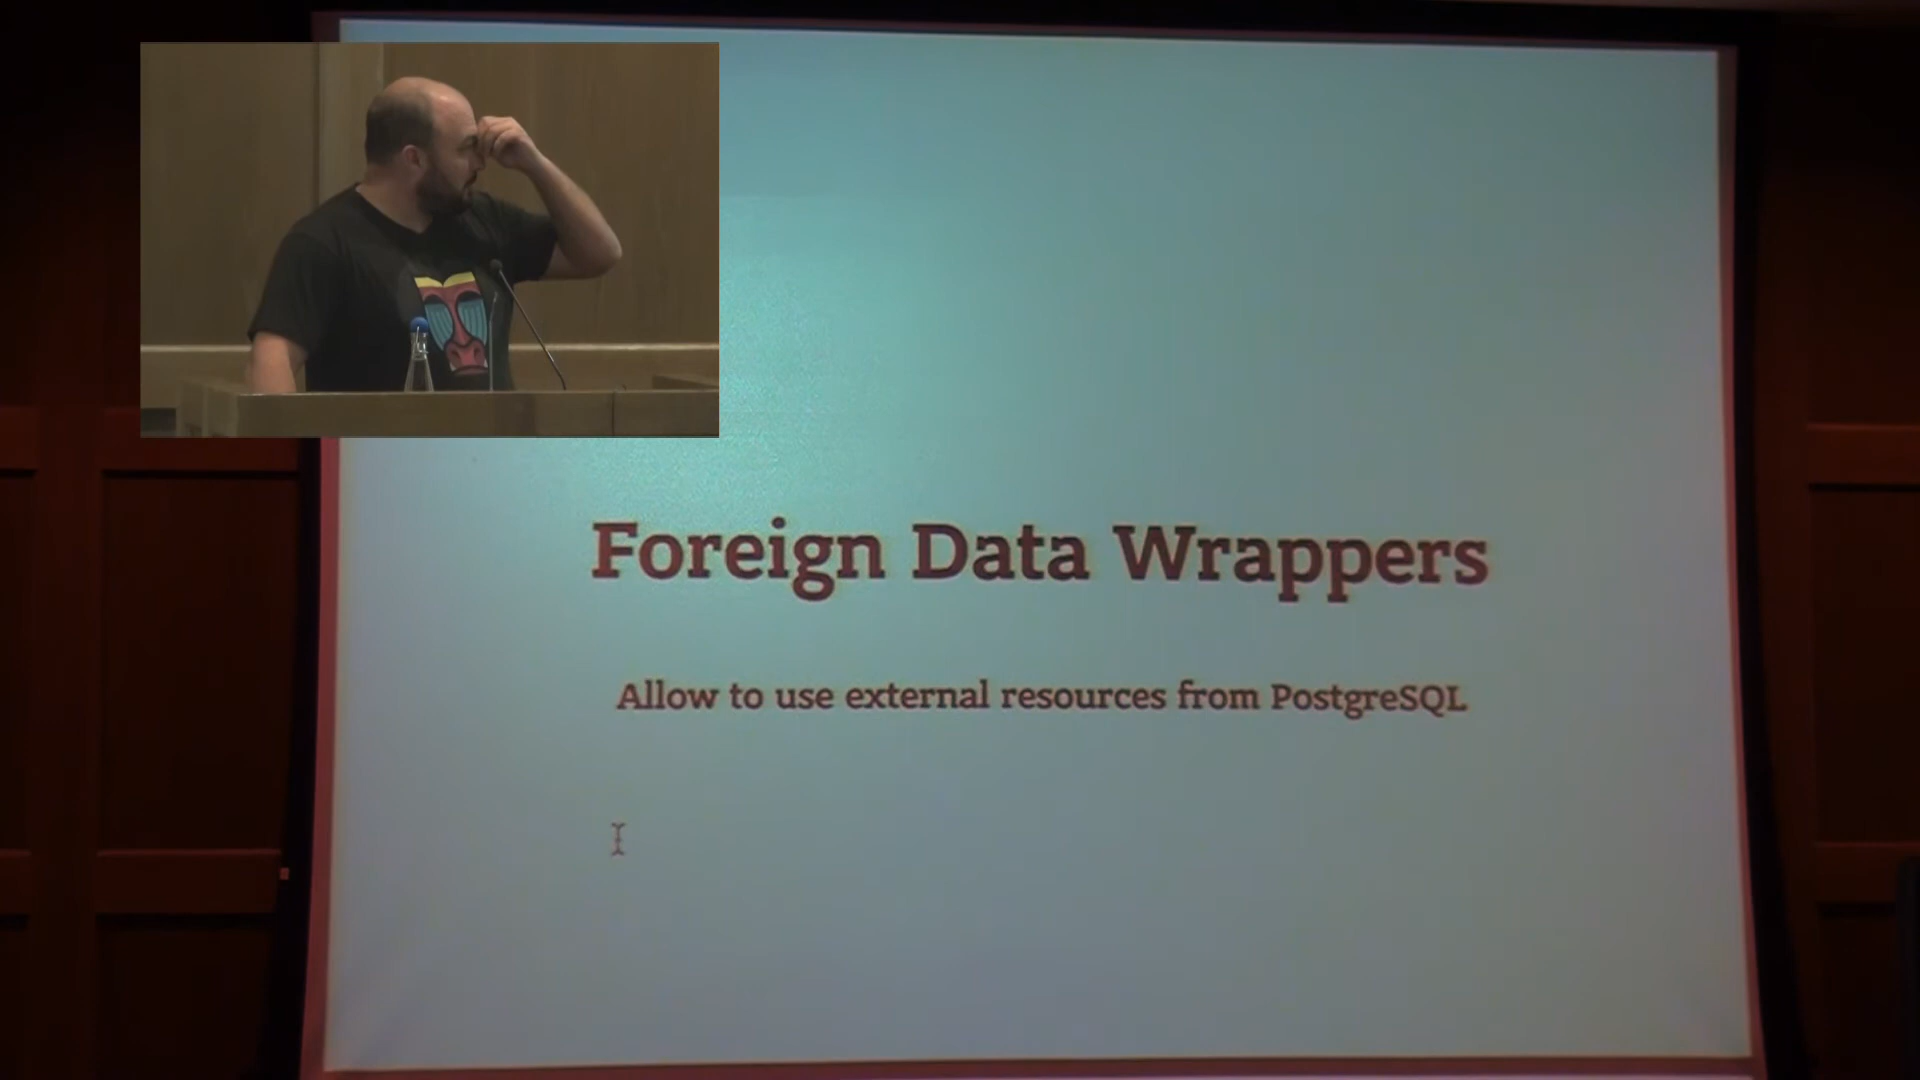 Foreign Data Wrappers
Allow to use external resources from PostgreSQL